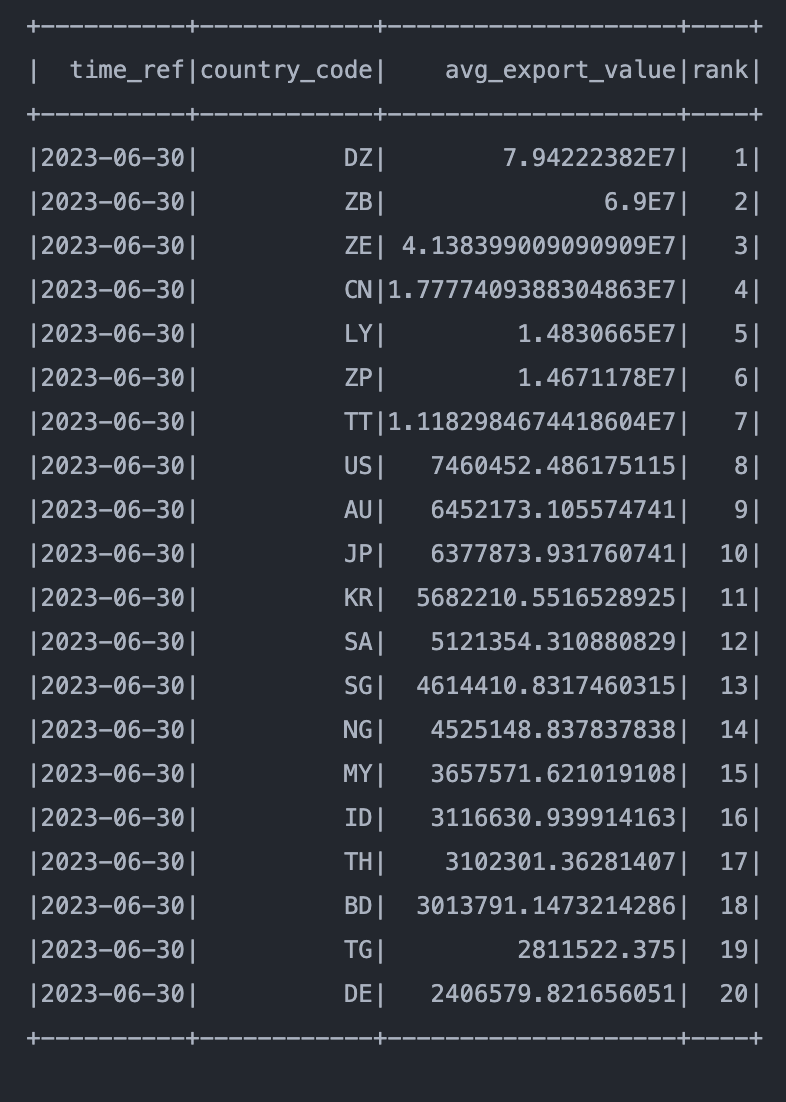 +----------+------------+--------------------+----+
|  time_ref|country_code|    avg_export_value|rank|
+----------+------------+--------------------+----+
|2023-06-30|          DZ|        7.94222382E7|   1|
|2023-06-30|          ZB|               6.9E7|   2|
|2023-06-30|          ZE| 4.138399009090909E7|   3|
|2023-06-30|          CN|1.7777409388304863E7|   4|
|2023-06-30|          LY|         1.4830665E7|   5|
|2023-06-30|          ZP|         1.4671178E7|   6|
|2023-06-30|          TT|1.1182984674418604E7|   7|
|2023-06-30|          US|   7460452.486175115|   8|
|2023-06-30|          AU|   6452173.105574741|   9|
|2023-06-30|          JP|   6377873.931760741|  10|
|2023-06-30|          KR|  5682210.5516528925|  11|
|2023-06-30|          SA|   5121354.310880829|  12|
|2023-06-30|          SG|  4614410.8317460315|  13|
|2023-06-30|          NG|   4525148.837837838|  14|
|2023-06-30|          MY|   3657571.621019108|  15|
|2023-06-30|          ID|   3116630.939914163|  16|
|2023-06-30|          TH|    3102301.36281407|  17|
|2023-06-30|          BD|  3013791.1473214286|  18|
|2023-06-30|          TG|         2811522.375|  19|
|2023-06-30|          DE|   2406579.821656051|  20|
+----------+------------+--------------------+----+